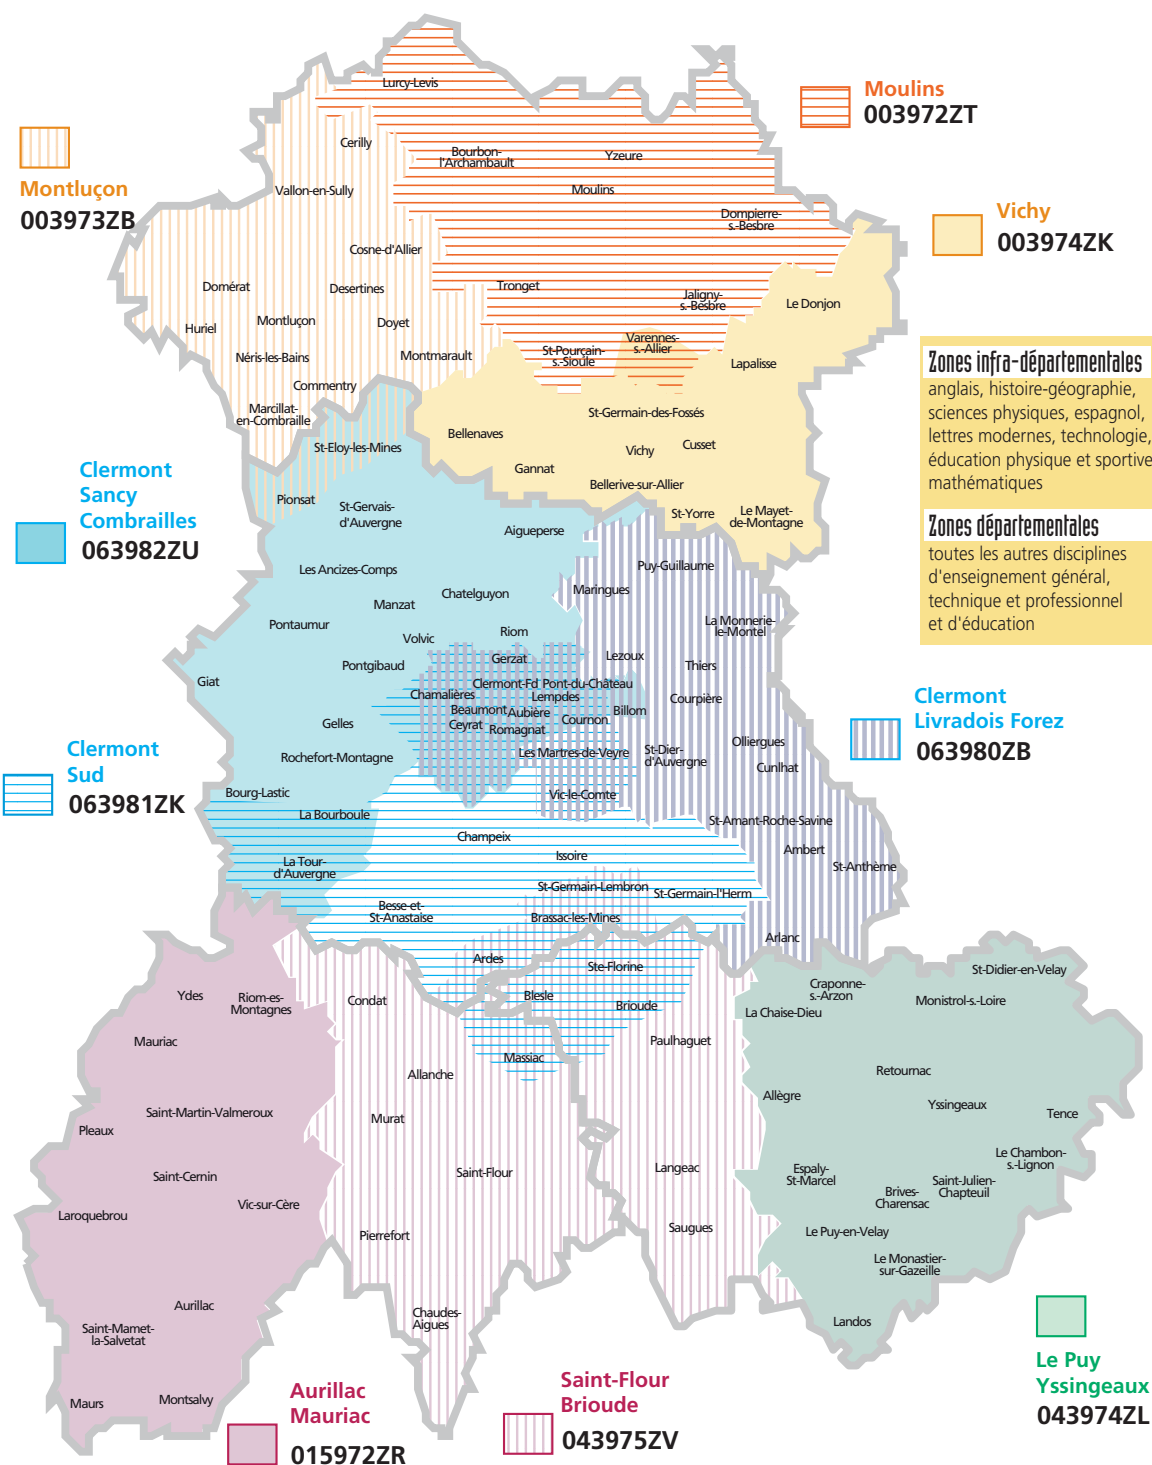 Moulins
003972ZT
Montluçon
003973ZB
Vichy
003974ZK
Zones infra-départementales
anglais, histoire-géographie,
sciences physiques, espagnol,
lettres modernes, technologie,
éducation physique et sportive
mathématiques
Zones départementales
toutes les autres disciplines
d'enseignement général,
technique et professionnel
et d'éducation
Clermont
Sancy
Combrailles
063982ZU
Clermont
Livradois Forez
063980ZB
Clermont
Sud
063981ZK
Lurcy-Levis
Cerilly
Bourbon-
l'Archambault
Yzeure
Vallon-en-Sully
Moulins
Dompierre-
s.-Besbre
Cosne-d'Allier
Domérat
Desertines
Tronget
Jaligny-
s.-Besbre
Le Donjon
Huriel
Montluçon
Doyet
Néris-les-Bains
Montmarault
St-Pourçain-
s.-Sioule
Varennes-
s.-Allier
Lapalisse
Commentry
Marcillat-
en-Combraille
St-Germain-des-Fossés
Bellenaves
St-Eloy-les-Mines
Vichy
Cusset
Gannat
Bellerive-sur-Allier
Pionsat
St-Gervais-
d'Auvergne
St-Yorre
Le Mayet-
de-Montagne
Aigueperse
Les Ancizes-Comps
Puy-Guillaume
Chatelguyon
Maringues
Manzat
Pontaumur
Volvic
Riom
La Monnerie-
le-Montel
Pontgibaud
Gerzat
Lezoux
Thiers
Giat
Clermont-Fd
Pont-du-Château
Chamalières
Lempdes
Courpière
Beaumont
Aubière
Billom
Gelles
Ceyrat
Romagnat
Cournon
Olliergues
Rochefort-Montagne
Les Martres-de-Veyre
St-Dier-
d'Auvergne
Cunlhat
Bourg-Lastic
Vic-le-Comte
La Bourboule
St-Amant-Roche-Savine
Champeix
Ambert
Issoire
La Tour-
d'Auvergne
St-Anthème
St-Germain-Lembron
St-Germain-l'Herm
Besse-et-
St-Anastaise
Brassac-les-Mines
Arlanc
Ardes
Ste-Florine
St-Didier-en-Velay
Ydes
Riom-es-
Montagnes
Condat
Blesle
Brioude
Craponne-
s.-Arzon
Monistrol-s.-Loire
La Chaise-Dieu
Mauriac
Paulhaguet
Massiac
Allanche
Retournac
Allègre
Saint-Martin-Valmeroux
Murat
Yssingeaux
Tence
Pleaux
Le Chambon-
s.-Lignon
Saint-Cernin
Saint-Flour
Langeac
Espaly-
St-Marcel
Saint-Julien-
Chapteuil
Brives-
Charensac
Vic-sur-Cère
Laroquebrou
Saugues
Pierrefort
Le Puy-en-Velay
Le Monastier-
sur-Gazeille
Aurillac
Chaudes-
Aigues
Landos
Saint-Mamet-
la-Salvetat
Maurs
Montsalvy
Aurillac
Mauriac
015972ZR
Saint-Flour
Brioude
043975ZV
Le Puy
Yssingeaux
043974ZL